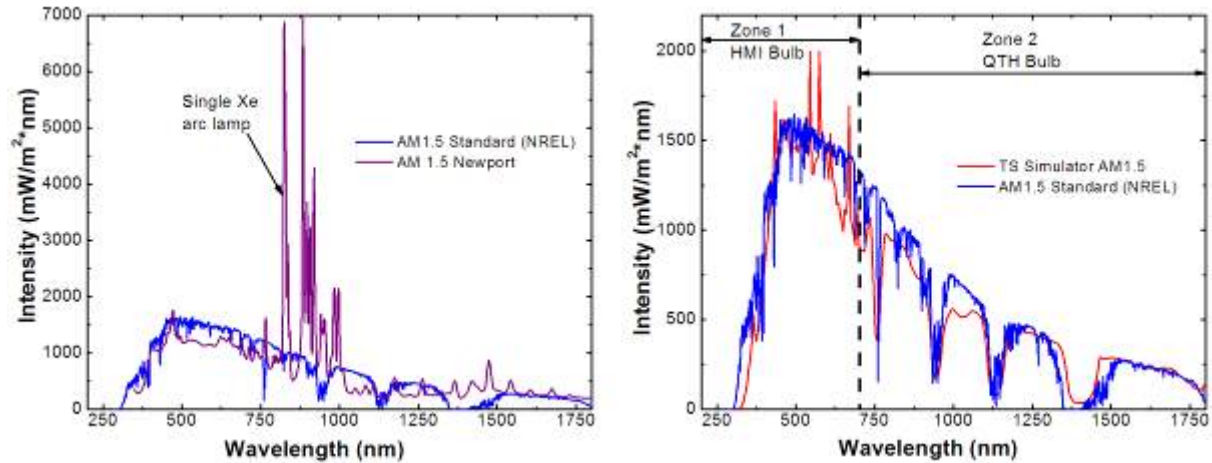 7000
6000
5000
4000
3000
2000
1000
0
Intensity (mW/m²*nm)
Single Xe
arc lamp
AM1.5 Standard (NREL)
AM 1.5 Newport
250 500 750 1000 1250 1500 1750
Wavelength (nm)
2000
1500
1000
500
0
Intensity (mW/m²*nm)
Zone 1
HMI Bulb
Zone 2
QTH Bulb
TS Simulator AM1.5
AM1.5 Standard (NREL)
250 500 750 1000 1250 1500 1750
Wavelength (nm)